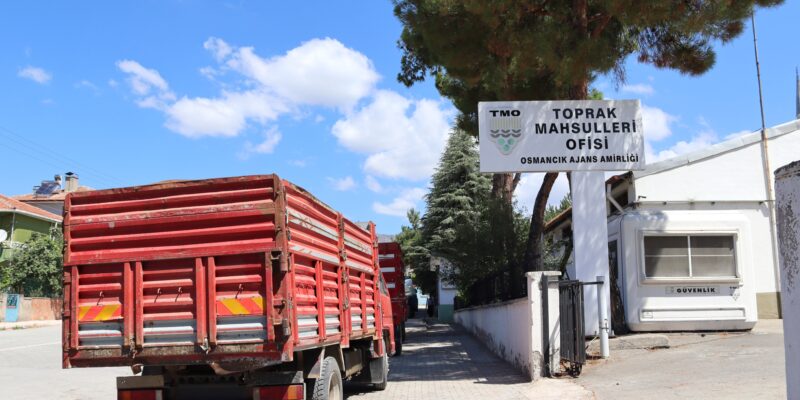 TMO
TOPRAK
MAHSULLERİ
OFİSİ
OSMANCIK AJANS AMİRLİĞİ
GÜVENLİK